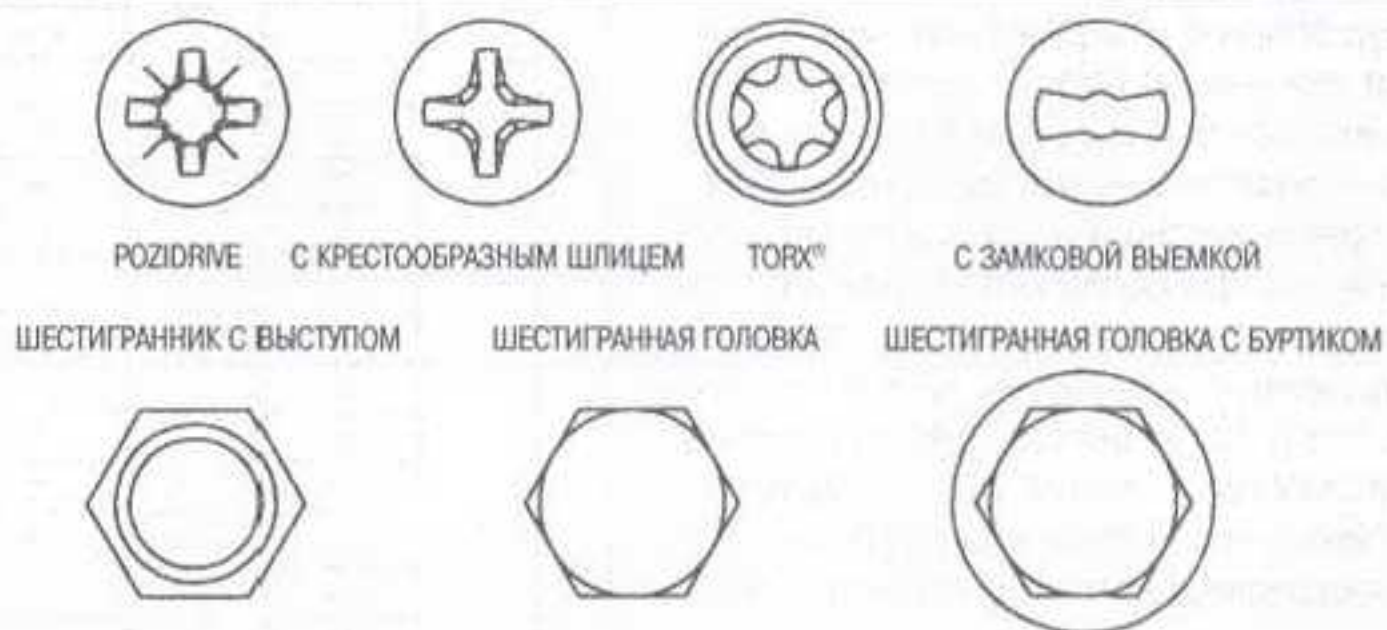 POZIDRIVE С КРЕСТООБРАЗНЫМ ШЛИЦЕМ TORX® С ЗАМКОВОЙ ВЫЕМКОЙ
ШЕСТИГРАННИК С ВЫСТУПОМ ШЕСТИГРАННАЯ ГОЛОВКА ШЕСТИГРАННАЯ ГОЛОВКА С БУРТИКОМ